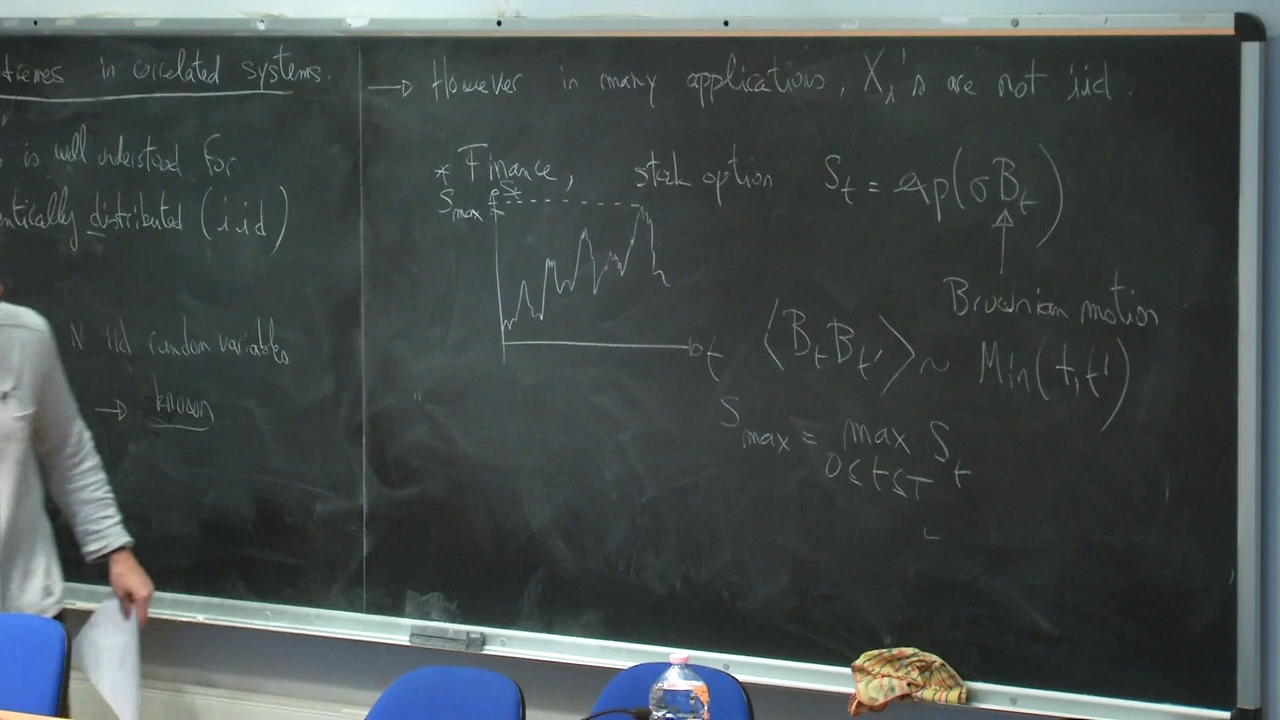 tremes in correlated systems.
s is well understood for
entically distributed (iid)
N iid random variables
→ known
→ However in many applications, Xi's are not iid.
* Finance, stock option St = exp(σBt)
St
Smax
t
Brownian motion
⟨Bt Bt'⟩ ~ Min(t,t')
Smax = max St
0≤t≤T